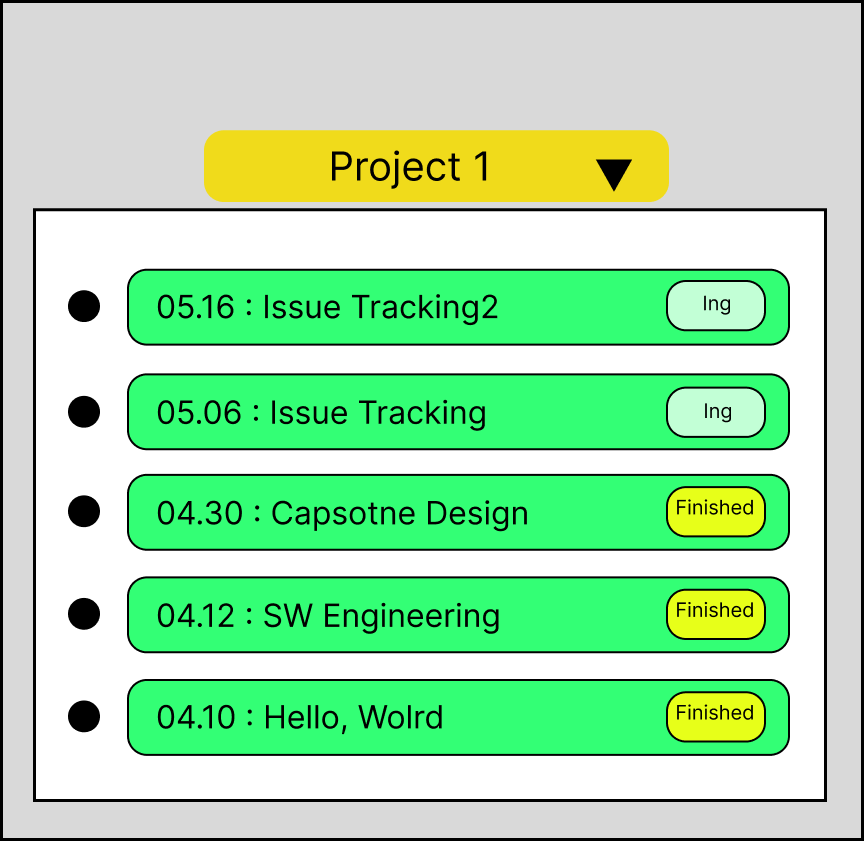 Project 1
05.16 : Issue Tracking2 Ing
05.06 : Issue Tracking Ing
04.30 : Capsotne Design Finished
04.12 : SW Engineering Finished
04.10 : Hello, Wolrd Finished